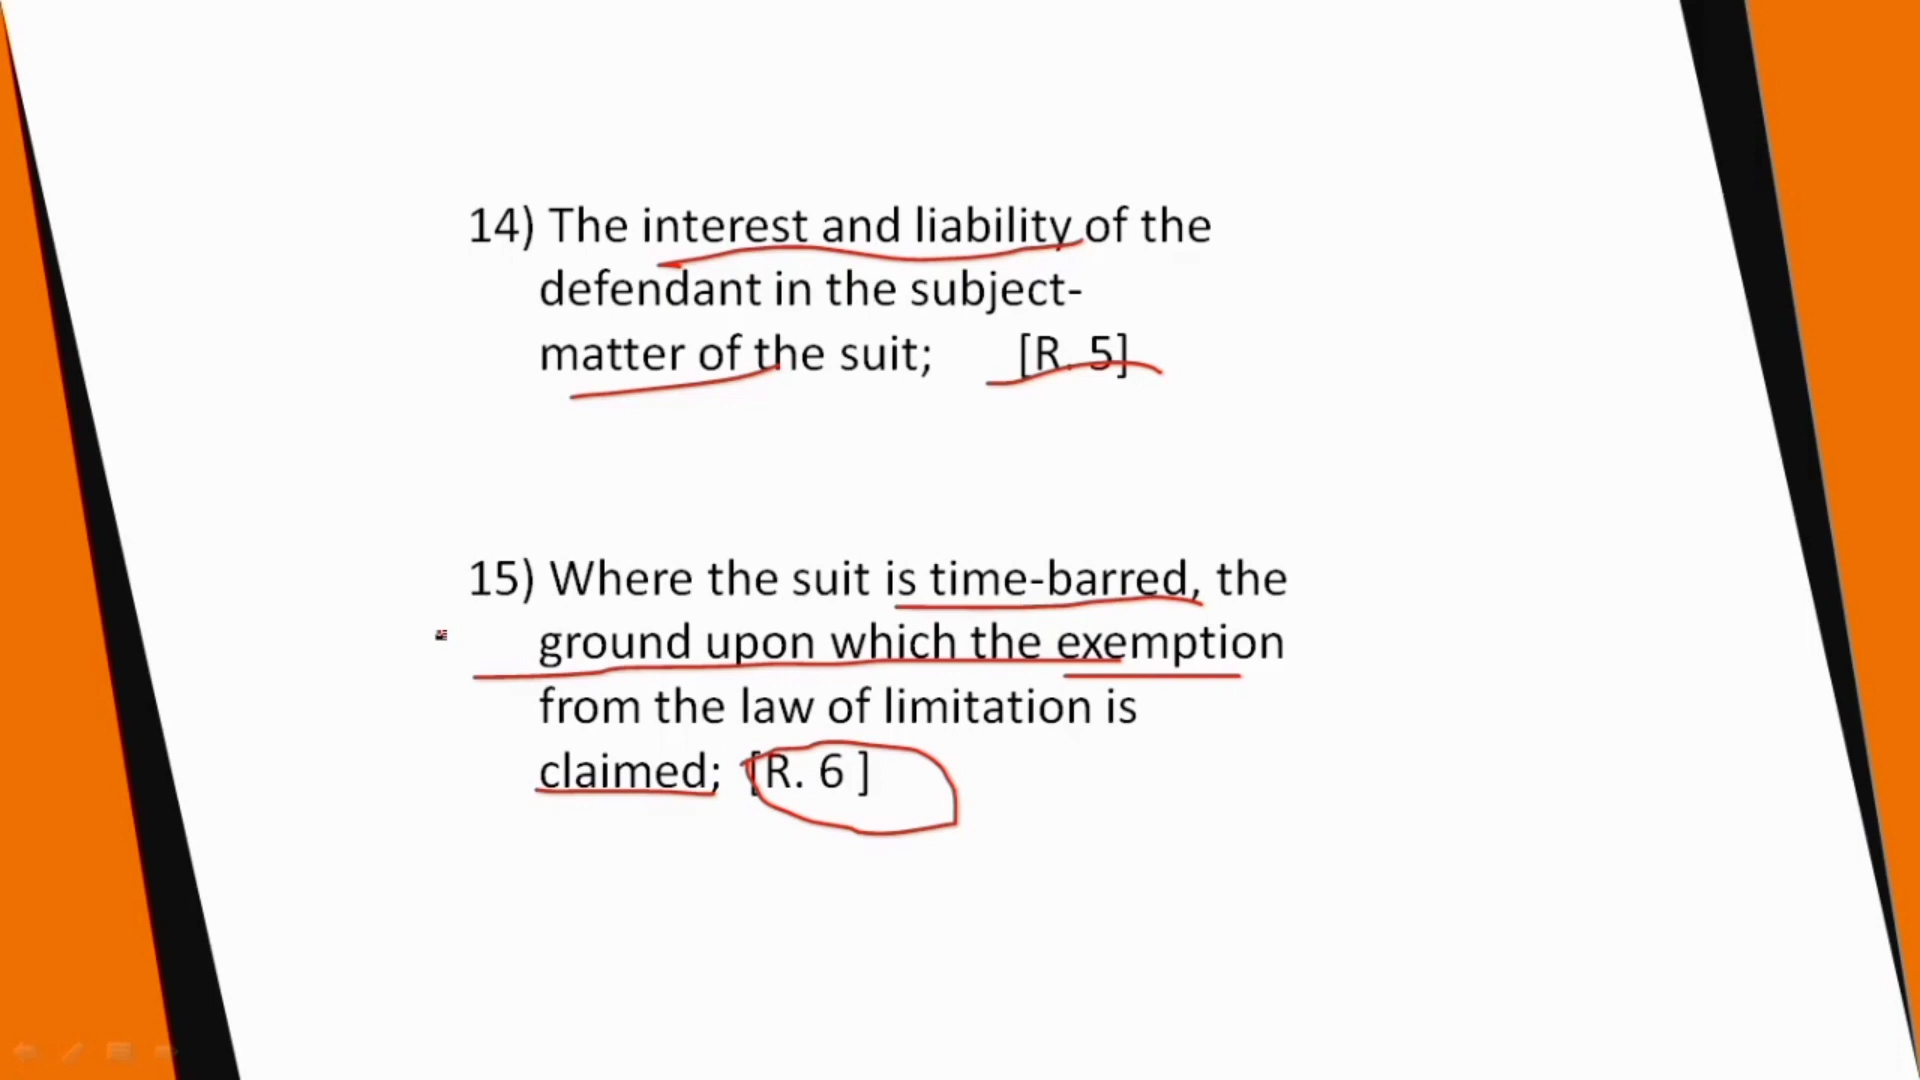 14) The interest and liability of the
defendant in the subject-
matter of the suit; [R. 5]
15) Where the suit is time-barred, the
ground upon which the exemption
from the law of limitation is
claimed; [R. 6 ]